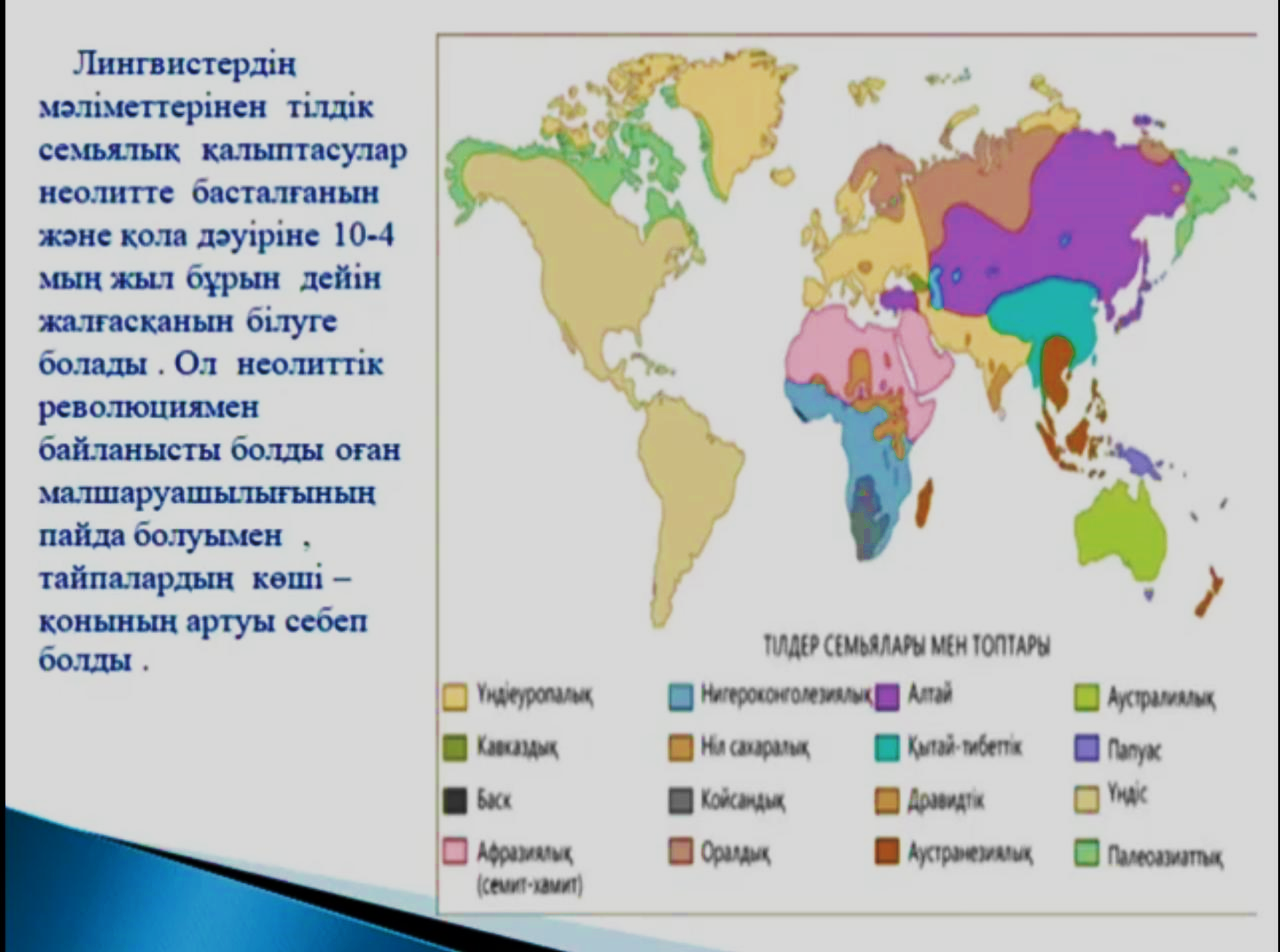 Лингвистердің
мәліметтерінен тілдік
семьялық қалыптасулар
неолитте басталғанын
және қола дәуіріне 10-4
мың жыл бұрын дейін
жалғасқанын білуге
болады . Ол неолиттік
революциямен
байланысты болды оған
малшаруашылығының
пайда болуымен ,
тайпалардың көші –
қонының артуы себеп
болды .
ТІЛДЕР СЕМЬЯЛАРЫ МЕН ТОПТАРЫ
Үндіеуропалық
Кавказдық
Баск
Афразиялық
(семит-хамит)
Нигероконголезиялық
Ніл сахаралық
Койсандық
Оралдық
Алтай
Қытай-тибеттік
Дравидтік
Аустранезиялық
Аустралиялық
Папуас
Үндіс
Палеоазиаттық